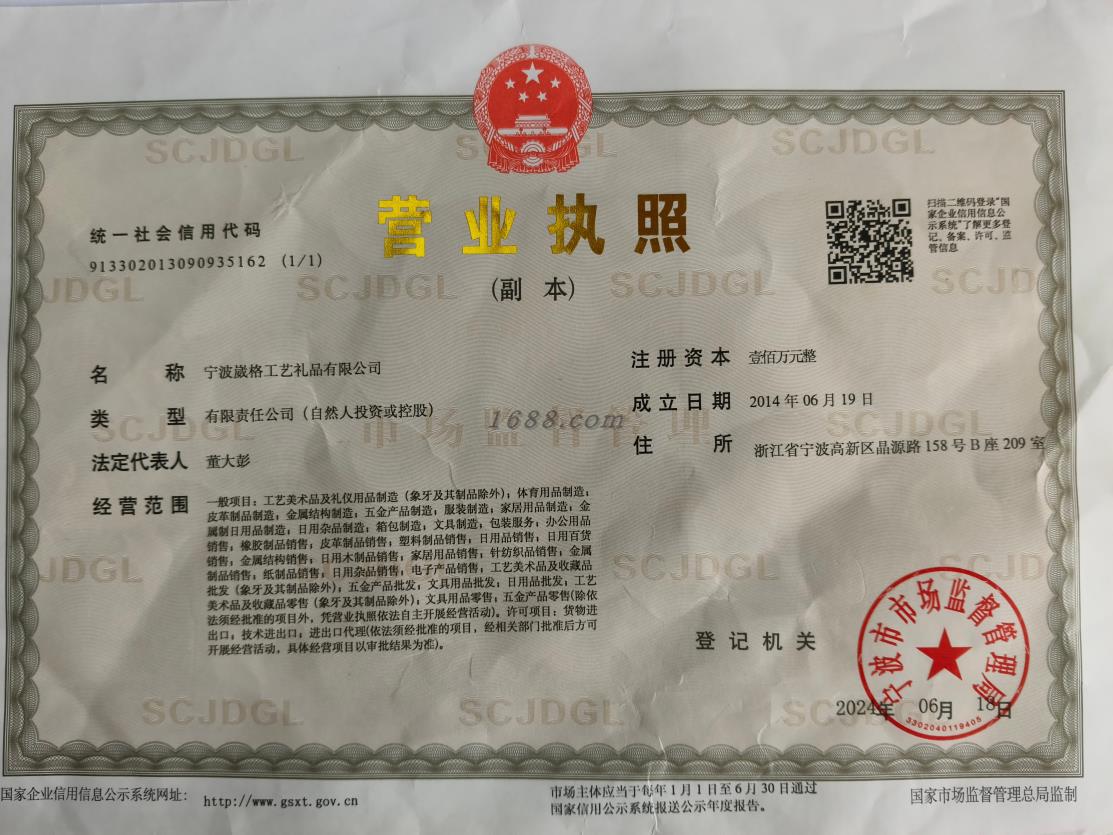 SCJDGL
SCJDGL
营业执照
(副 本)
统一社会信用代码
913302013090935162 (1/1)
扫描二维码登录“国
家企业信用信息公
示系统”了解更多登
记、备案、许可、监
管信息
JDGL
SCJDGL
SCJDGL
SCJD
名 称 宁波崴格工艺礼品有限公司
类 型 有限责任公司（自然人投资或控股）
法定代表人 董大彭
注册资本 壹佰万元整
成立日期 2014年06月19日
住 所 浙江省宁波高新区晶源路158号B座209室
SCJDGL
市场监督管理
SCJDGL
1688.com
经营范围 一般项目：工艺美术品及礼仪用品制造（象牙及其制品除外）；体育用品制造；
皮革制品制造；金属结构制造；五金产品制造；服装制造；家居用品制造；金
属制日用品制造；日用杂品制造；箱包制造；文具制造；包装服务；办公用品
销售；橡胶制品销售；皮革制品销售；塑料制品销售；日用品销售；日用百货
销售；金属结构销售；日用木制品销售；家居用品销售；针纺织品销售；金属
制品销售；纸制品销售；日用杂品销售；电子产品销售；工艺美术品及收藏品
批发（象牙及其制品除外）；五金产品批发；文具用品批发；日用品批发；工艺
美术品及收藏品零售（象牙及其制品除外）；文具用品零售；五金产品零售(除依
法须经批准的项目外，凭营业执照依法自主开展经营活动)。许可项目：货物进
出口；技术进出口；进出口代理(依法须经批准的项目，经相关部门批准后方可
开展经营活动，具体经营项目以审批结果为准)。
JDGL
SCJDGL
登记机关
宁波市市场监督管理局
3302040119405
2024年 06月 18日
SCJDGL
SCJDGL
国家企业信用信息公示系统网址： http://www.gsxt.gov.cn
市场主体应当于每年1月1日至6月30日通过
国家信用公示系统报送公示年度报告。
国家市场监督管理总局监制